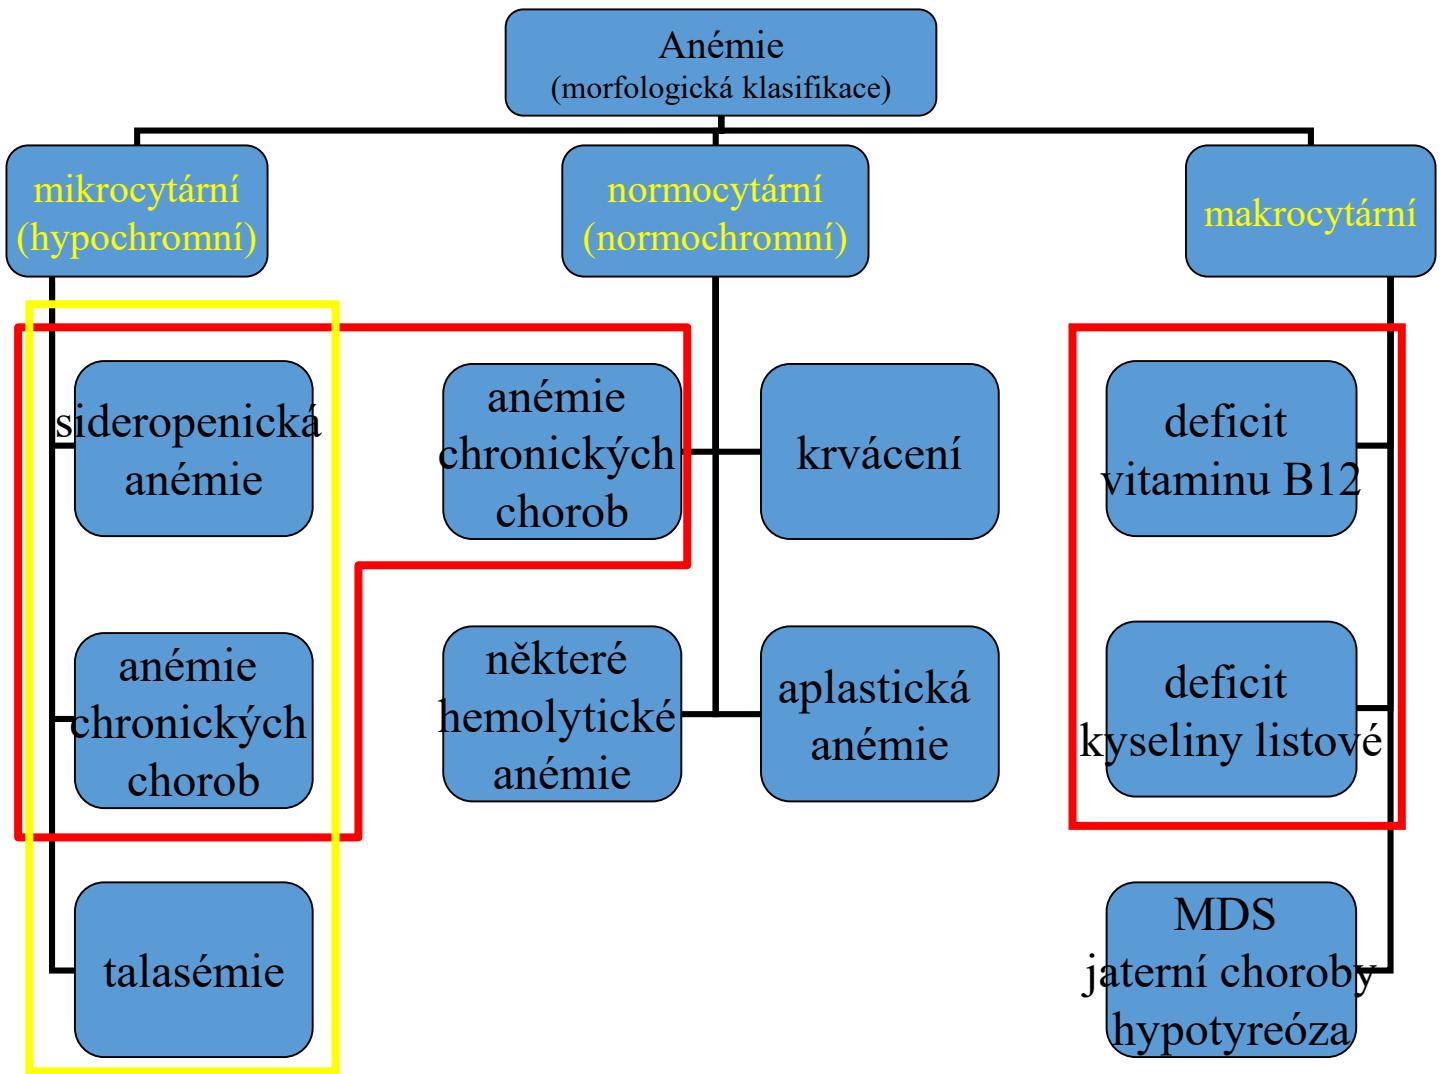 Anémie
(morfologická klasifikace)
mikrocytární
(hypochromní)
normocytární
(normochromní)
makrocytární
sideropenická
anémie
anémie
chronických
chorob
krvácení
deficit
vitaminu B12
anémie
chronických
chorob
některé
hemolytické
anémie
aplastická
anémie
deficit
kyseliny listové
talasémie
MDS
jaterní choroby
hypotyreóza